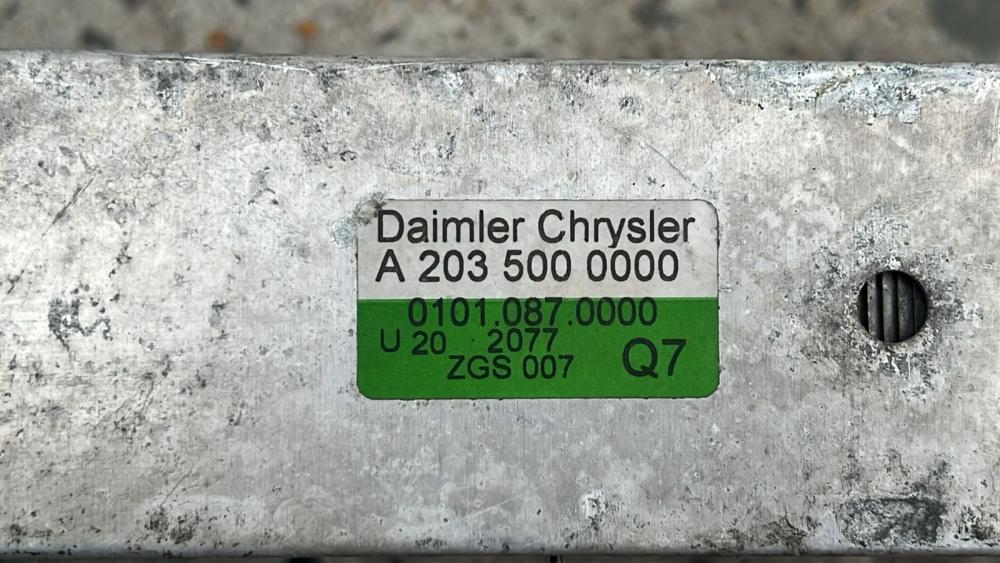 Daimler Chrysler
A 203 500 0000
0101.087.0000
U 20 2077
ZGS 007 Q7